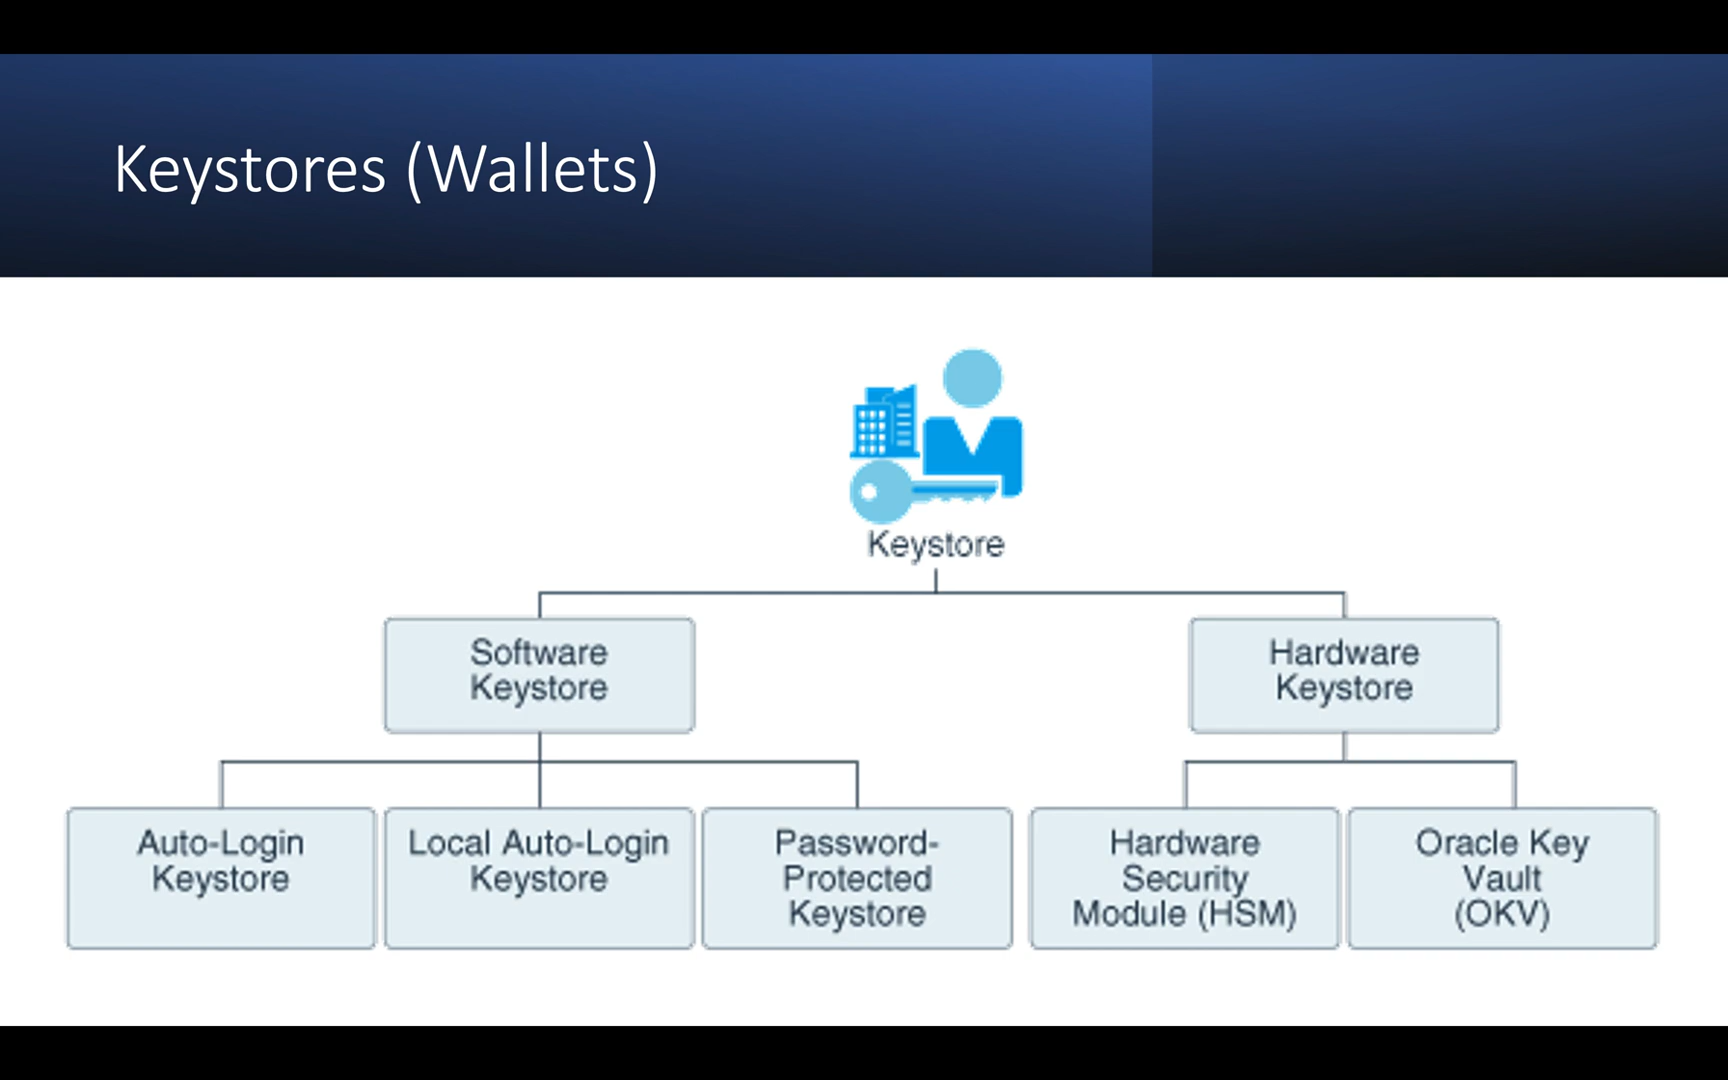 Keystores (Wallets)
Keystore
Software
Keystore
Hardware
Keystore
Auto-Login
Keystore
Local Auto-Login
Keystore
Password-
Protected
Keystore
Hardware
Security
Module (HSM)
Oracle Key
Vault
(OKV)